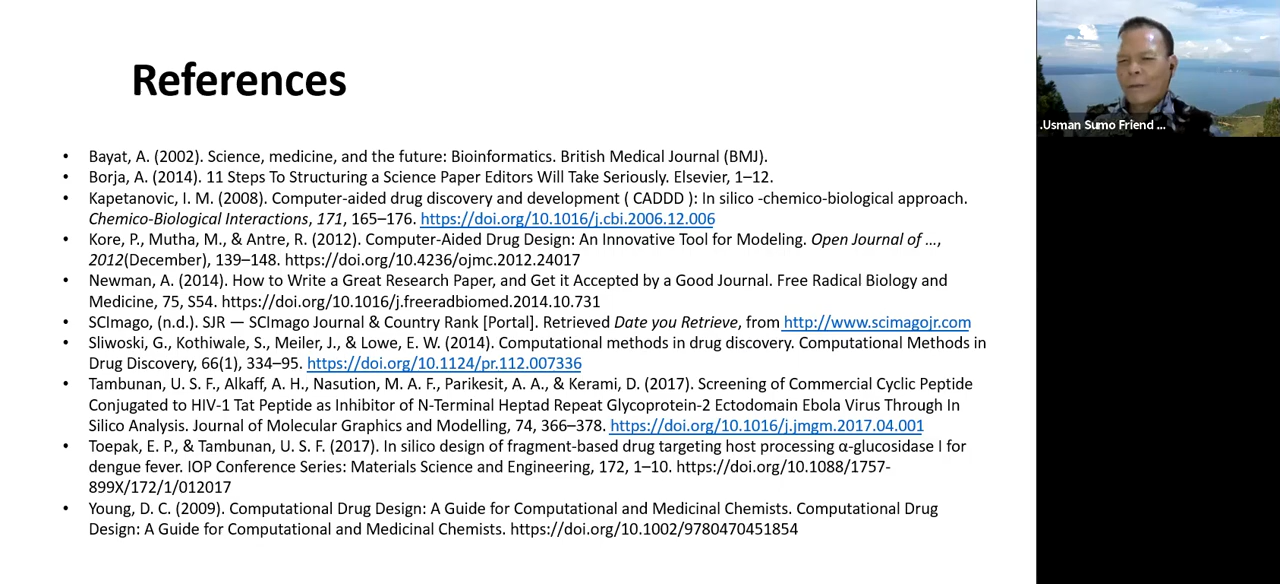 References
• Bayat, A. (2002). Science, medicine, and the future: Bioinformatics. British Medical Journal (BMJ).
• Borja, A. (2014). 11 Steps To Structuring a Science Paper Editors Will Take Seriously. Elsevier, 1–12.
• Kapetanovic, I. M. (2008). Computer-aided drug discovery and development ( CADDD ): In silico -chemico-biological approach.
Chemico-Biological Interactions, 171, 165–176. https://doi.org/10.1016/j.cbi.2006.12.006
• Kore, P., Mutha, M., & Antre, R. (2012). Computer-Aided Drug Design: An Innovative Tool for Modeling. Open Journal of …,
2012(December), 139–148. https://doi.org/10.4236/ojmc.2012.24017
• Newman, A. (2014). How to Write a Great Research Paper, and Get it Accepted by a Good Journal. Free Radical Biology and
Medicine, 75, S54. https://doi.org/10.1016/j.freeradbiomed.2014.10.731
• SCImago, (n.d.). SJR — SCImago Journal & Country Rank [Portal]. Retrieved Date you Retrieve, from http://www.scimagojr.com
• Sliwoski, G., Kothiwale, S., Meiler, J., & Lowe, E. W. (2014). Computational methods in drug discovery. Computational Methods in
Drug Discovery, 66(1), 334–95. https://doi.org/10.1124/pr.112.007336
• Tambunan, U. S. F., Alkaff, A. H., Nasution, M. A. F., Parikesit, A. A., & Kerami, D. (2017). Screening of Commercial Cyclic Peptide
Conjugated to HIV-1 Tat Peptide as Inhibitor of N-Terminal Heptad Repeat Glycoprotein-2 Ectodomain Ebola Virus Through In
Silico Analysis. Journal of Molecular Graphics and Modelling, 74, 366–378. https://doi.org/10.1016/j.jmgm.2017.04.001
• Toepak, E. P., & Tambunan, U. S. F. (2017). In silico design of fragment-based drug targeting host processing α-glucosidase I for
dengue fever. IOP Conference Series: Materials Science and Engineering, 172, 1–10. https://doi.org/10.1088/1757-
899X/172/1/012017
• Young, D. C. (2009). Computational Drug Design: A Guide for Computational and Medicinal Chemists. Computational Drug
Design: A Guide for Computational and Medicinal Chemists. https://doi.org/10.1002/9780470451854
.Usman Sumo Friend ...